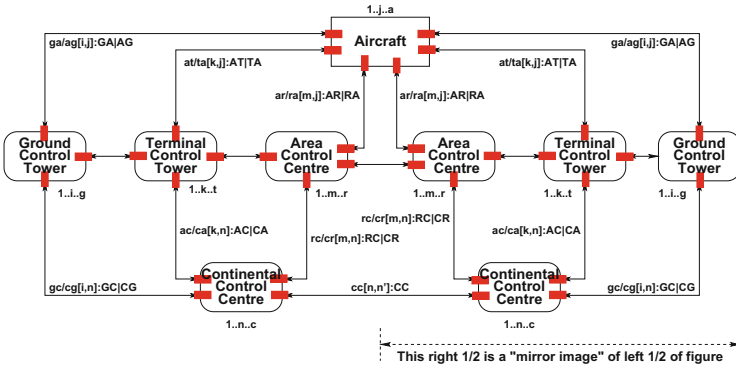 1..j..a
Aircraft
ga/ag[i,j]:GA|AG
ga/ag[i,j]:GA|AG
at/ta[k,j]:AT|TA
at/ta[k,j]:AT|TA
ar/ra[m,j]:AR|RA
ar/ra[m,j]:AR|RA
Ground
Control
Tower
Terminal
Control
Tower
Area
Control
Centre
Area
Control
Centre
Terminal
Control
Tower
Ground
Control
Tower
1..i..g
1..k..t
1..m..r
1..m..r
1..k..t
1..i..g
ac/ca[k,n]:AC|CA
rc/cr[m,n]:RC|CR
rc/cr[m,n]:RC|CR
ac/ca[k,n]:AC|CA
Continental
Control
Centre
Continental
Control
Centre
gc/cg[i,n]:GC|CG
cc[n,n']:CC
gc/cg[i,n]:GC|CG
1..n..c
1..n..c
This right 1/2 is a "mirror image" of left 1/2 of figure